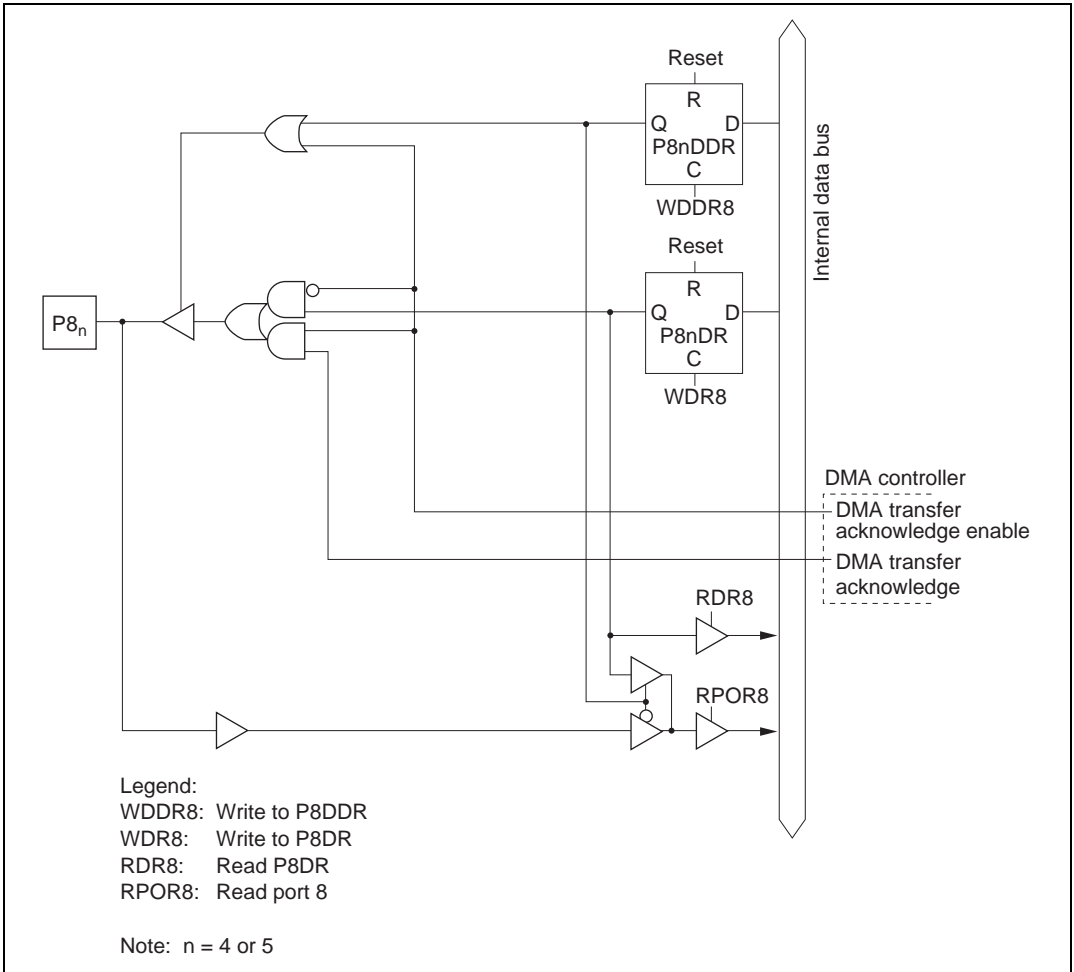 Reset
R
Q D
P8nDDR
C
WDDR8
Internal data bus
Reset
R
Q D
P8nDR
C
WDR8
P8n
DMA controller
DMA transfer
acknowledge enable
DMA transfer
acknowledge
RDR8
RPOR8
Legend:
WDDR8: Write to P8DDR
WDR8: Write to P8DR
RDR8: Read P8DR
RPOR8: Read port 8
Note: n = 4 or 5